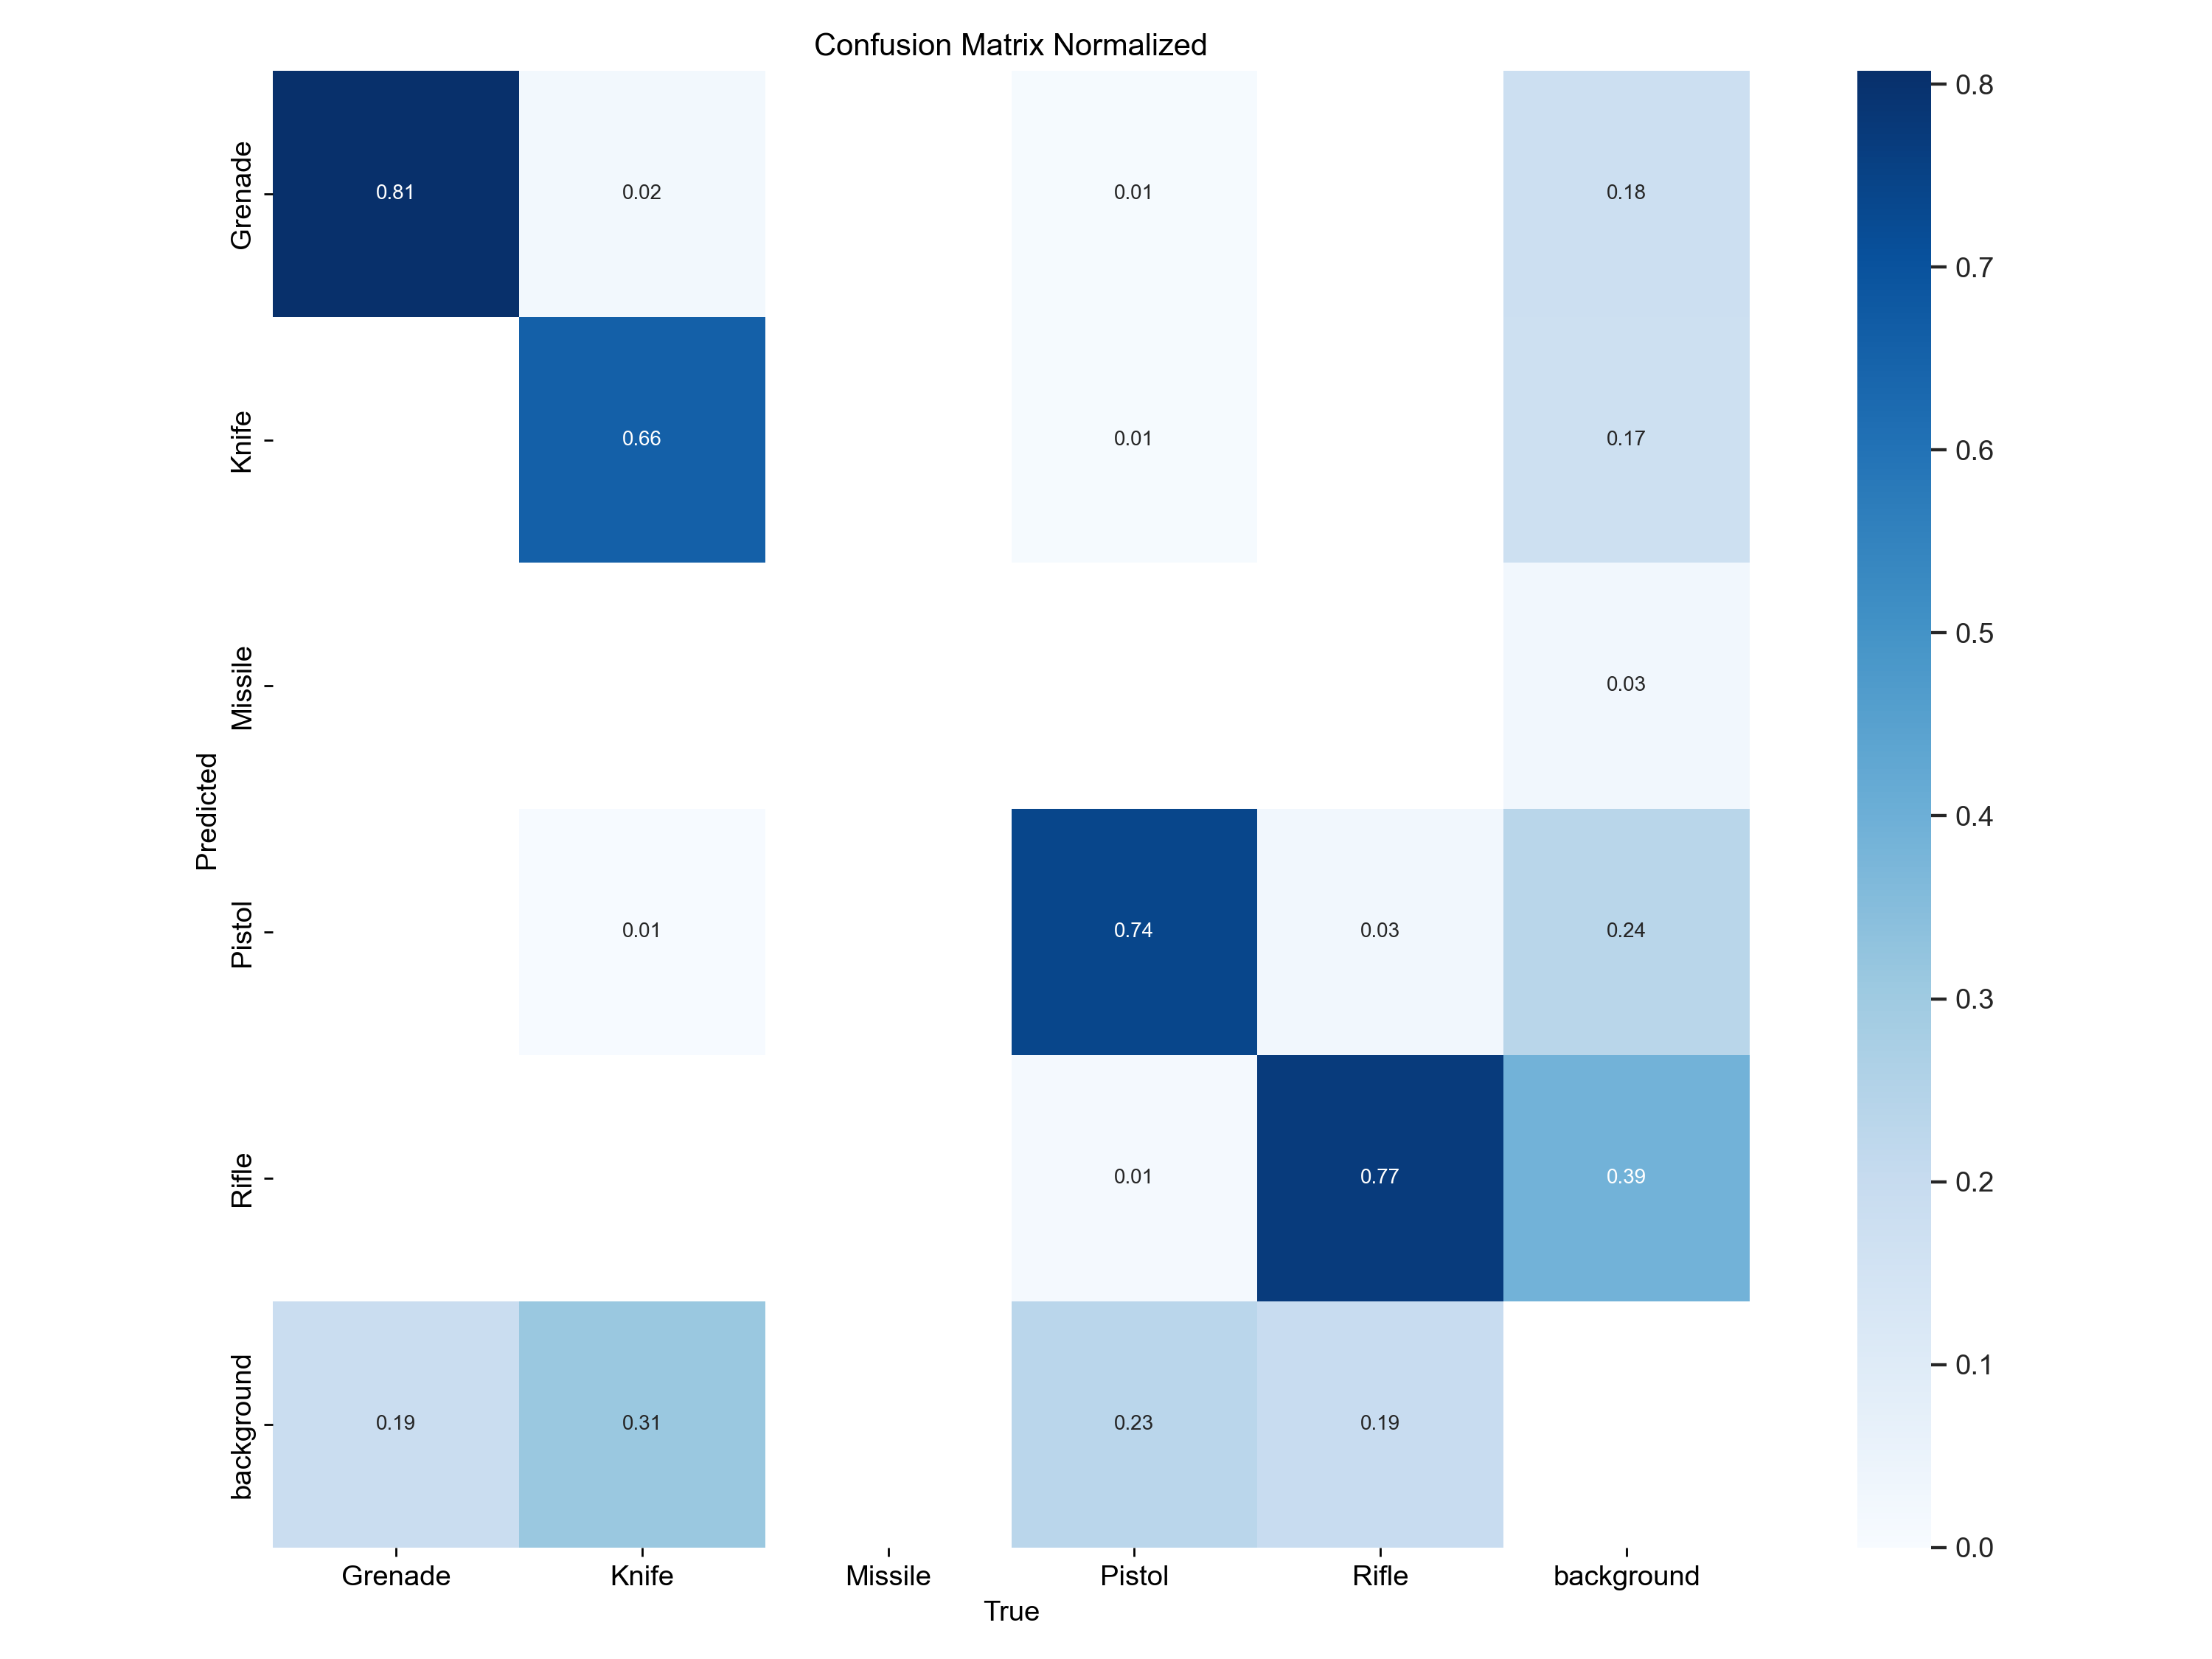 Confusion Matrix Normalized
Grenade 0.81 0.02 0.01 0.18
Knife 0.66 0.01 0.17
Missile 0.03
Pistol 0.01 0.74 0.03 0.24
Rifle 0.01 0.77 0.39
background 0.19 0.31 0.23 0.19
Predicted
Grenade Knife Missile Pistol Rifle background
True
0.8
0.7
0.6
0.5
0.4
0.3
0.2
0.1
0.0